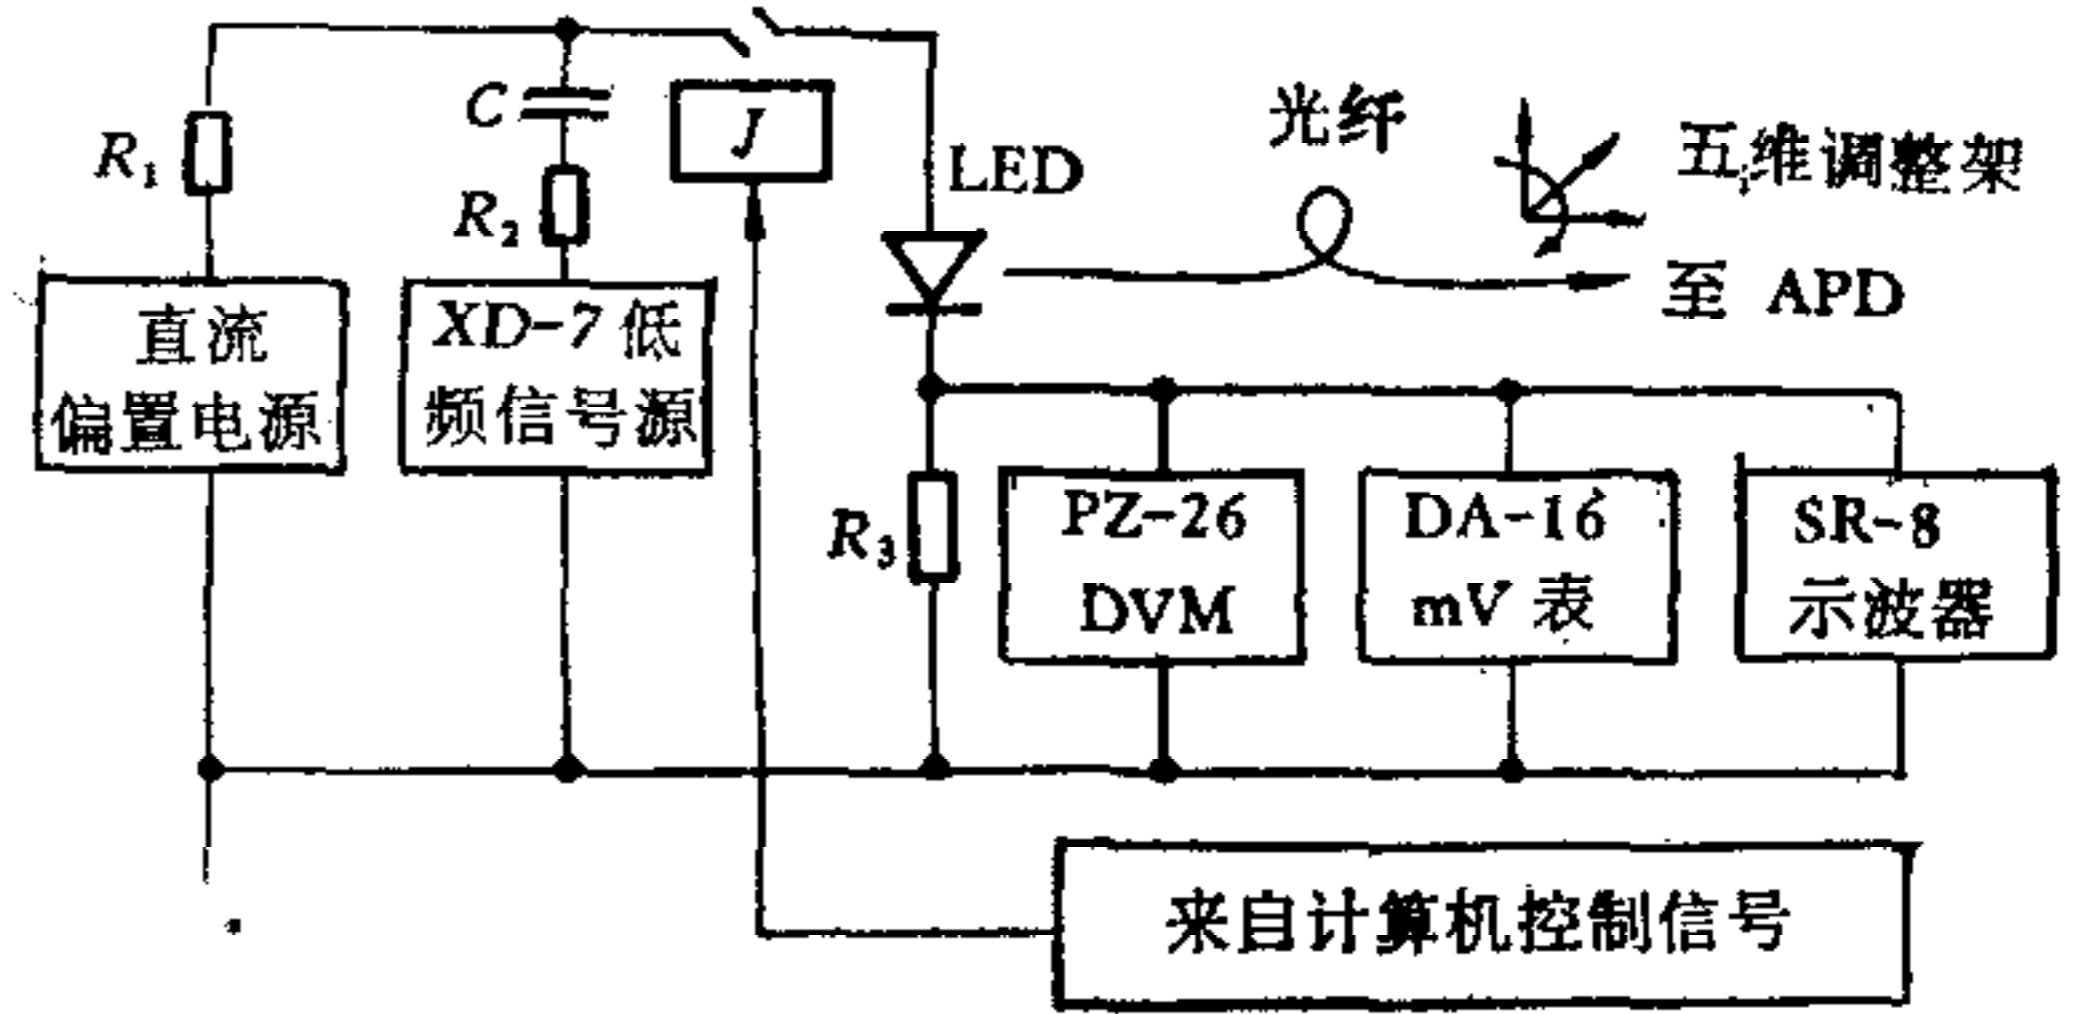 C
J
R1
R2
LED
光纤
五维调整架
至 APD
直流
偏置电源
XD-7低
频信号源
R3
PZ-26
DVM
DA-16
mV 表
SR-8
示波器
来自计算机控制信号